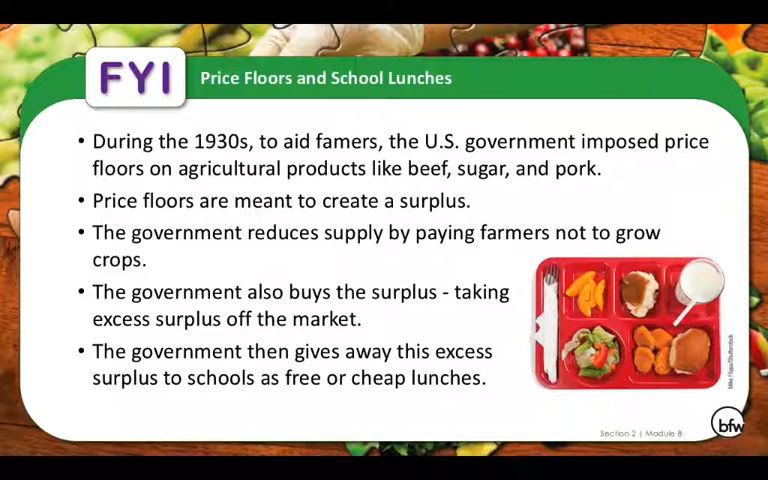 FYI
Price Floors and School Lunches
• During the 1930s, to aid famers, the U.S. government imposed price
floors on agricultural products like beef, sugar, and pork.
• Price floors are meant to create a surplus.
• The government reduces supply by paying farmers not to grow
crops.
• The government also buys the surplus - taking
excess surplus off the market.
• The government then gives away this excess
surplus to schools as free or cheap lunches.
Mike Flippo/Shutterstock
Section 2 | Module 8
bfw